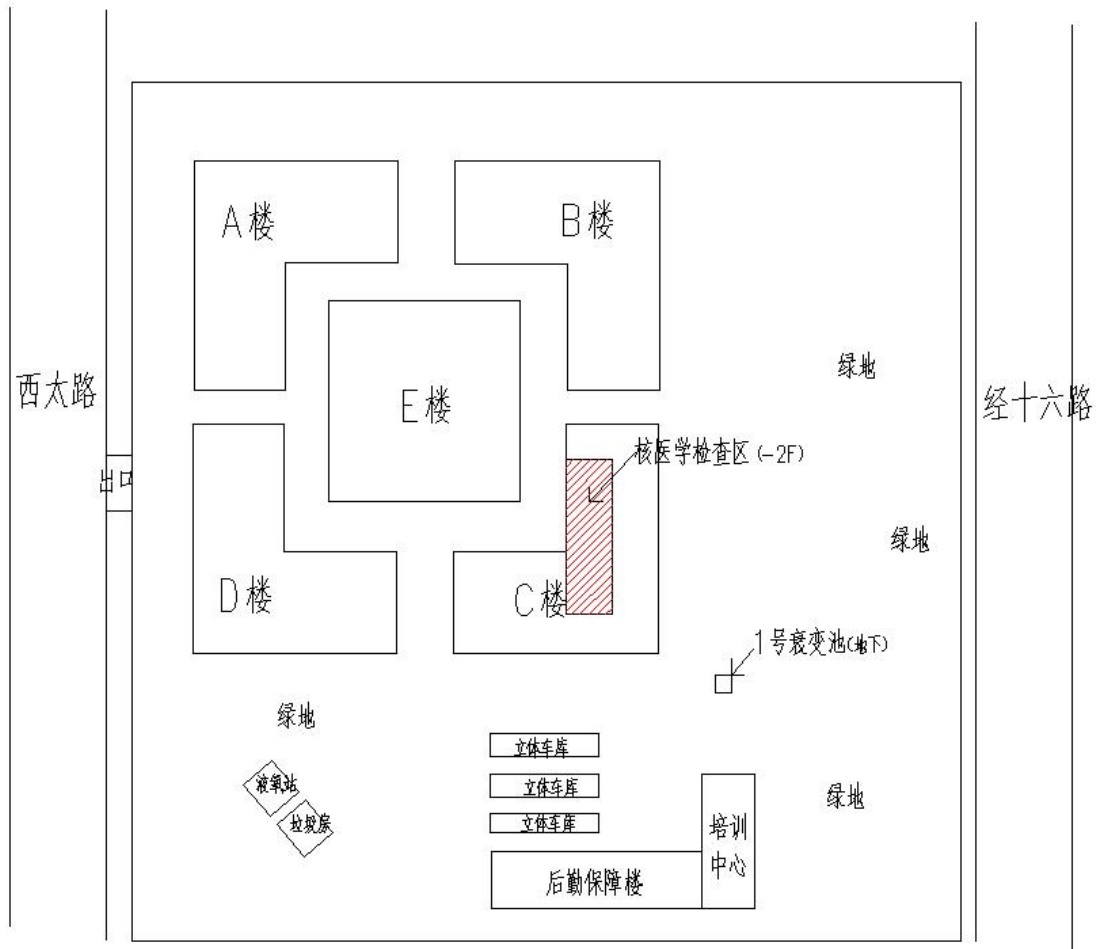 A楼
B楼
绿地
西太路
E楼
经十六路
核医学检查区(-2F)
出口
绿地
D楼
C楼
1号衰变池(地下)
绿地
立体车库
液氧站
立体车库
绿地
垃圾房
立体车库
培训
中心
后勤保障楼